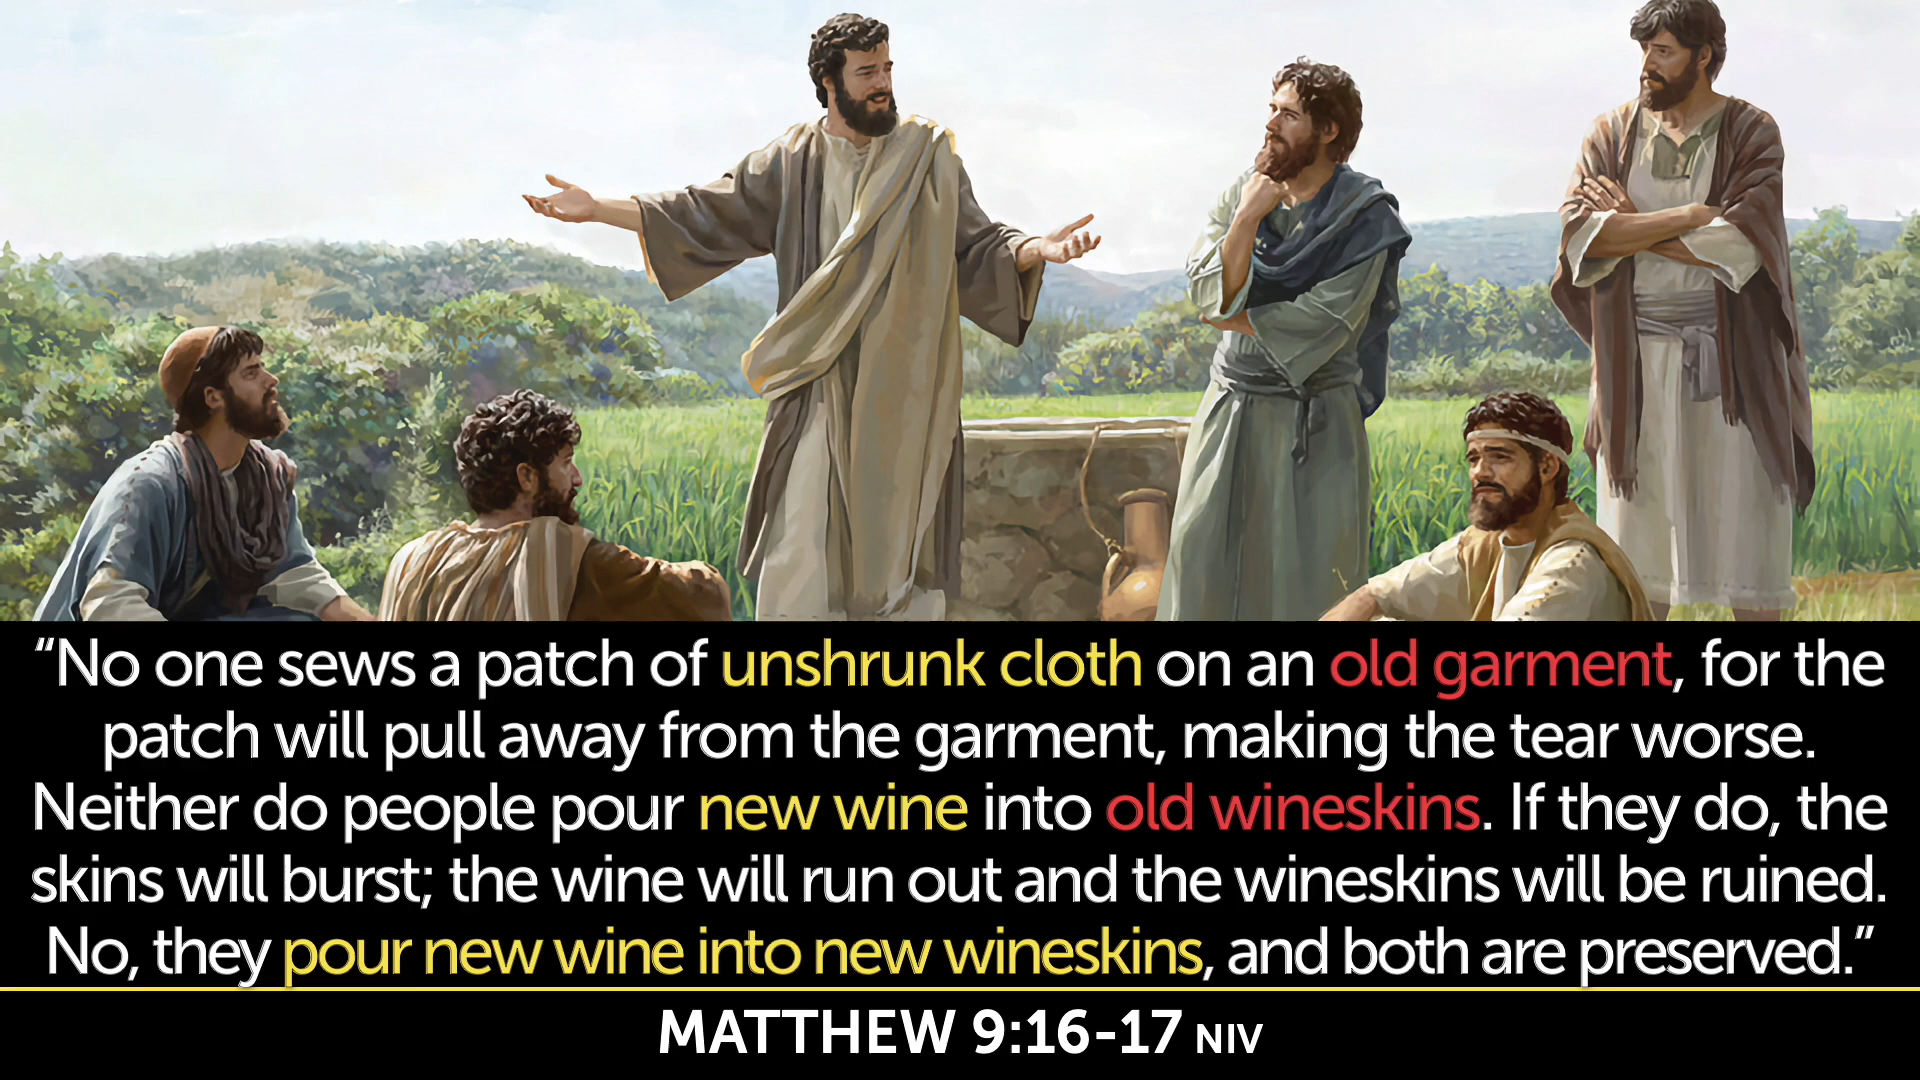 “No one sews a patch of unshrunk cloth on an old garment, for the
patch will pull away from the garment, making the tear worse.
Neither do people pour new wine into old wineskins. If they do, the
skins will burst; the wine will run out and the wineskins will be ruined.
No, they pour new wine into new wineskins, and both are preserved.”
MATTHEW 9:16-17 NIV